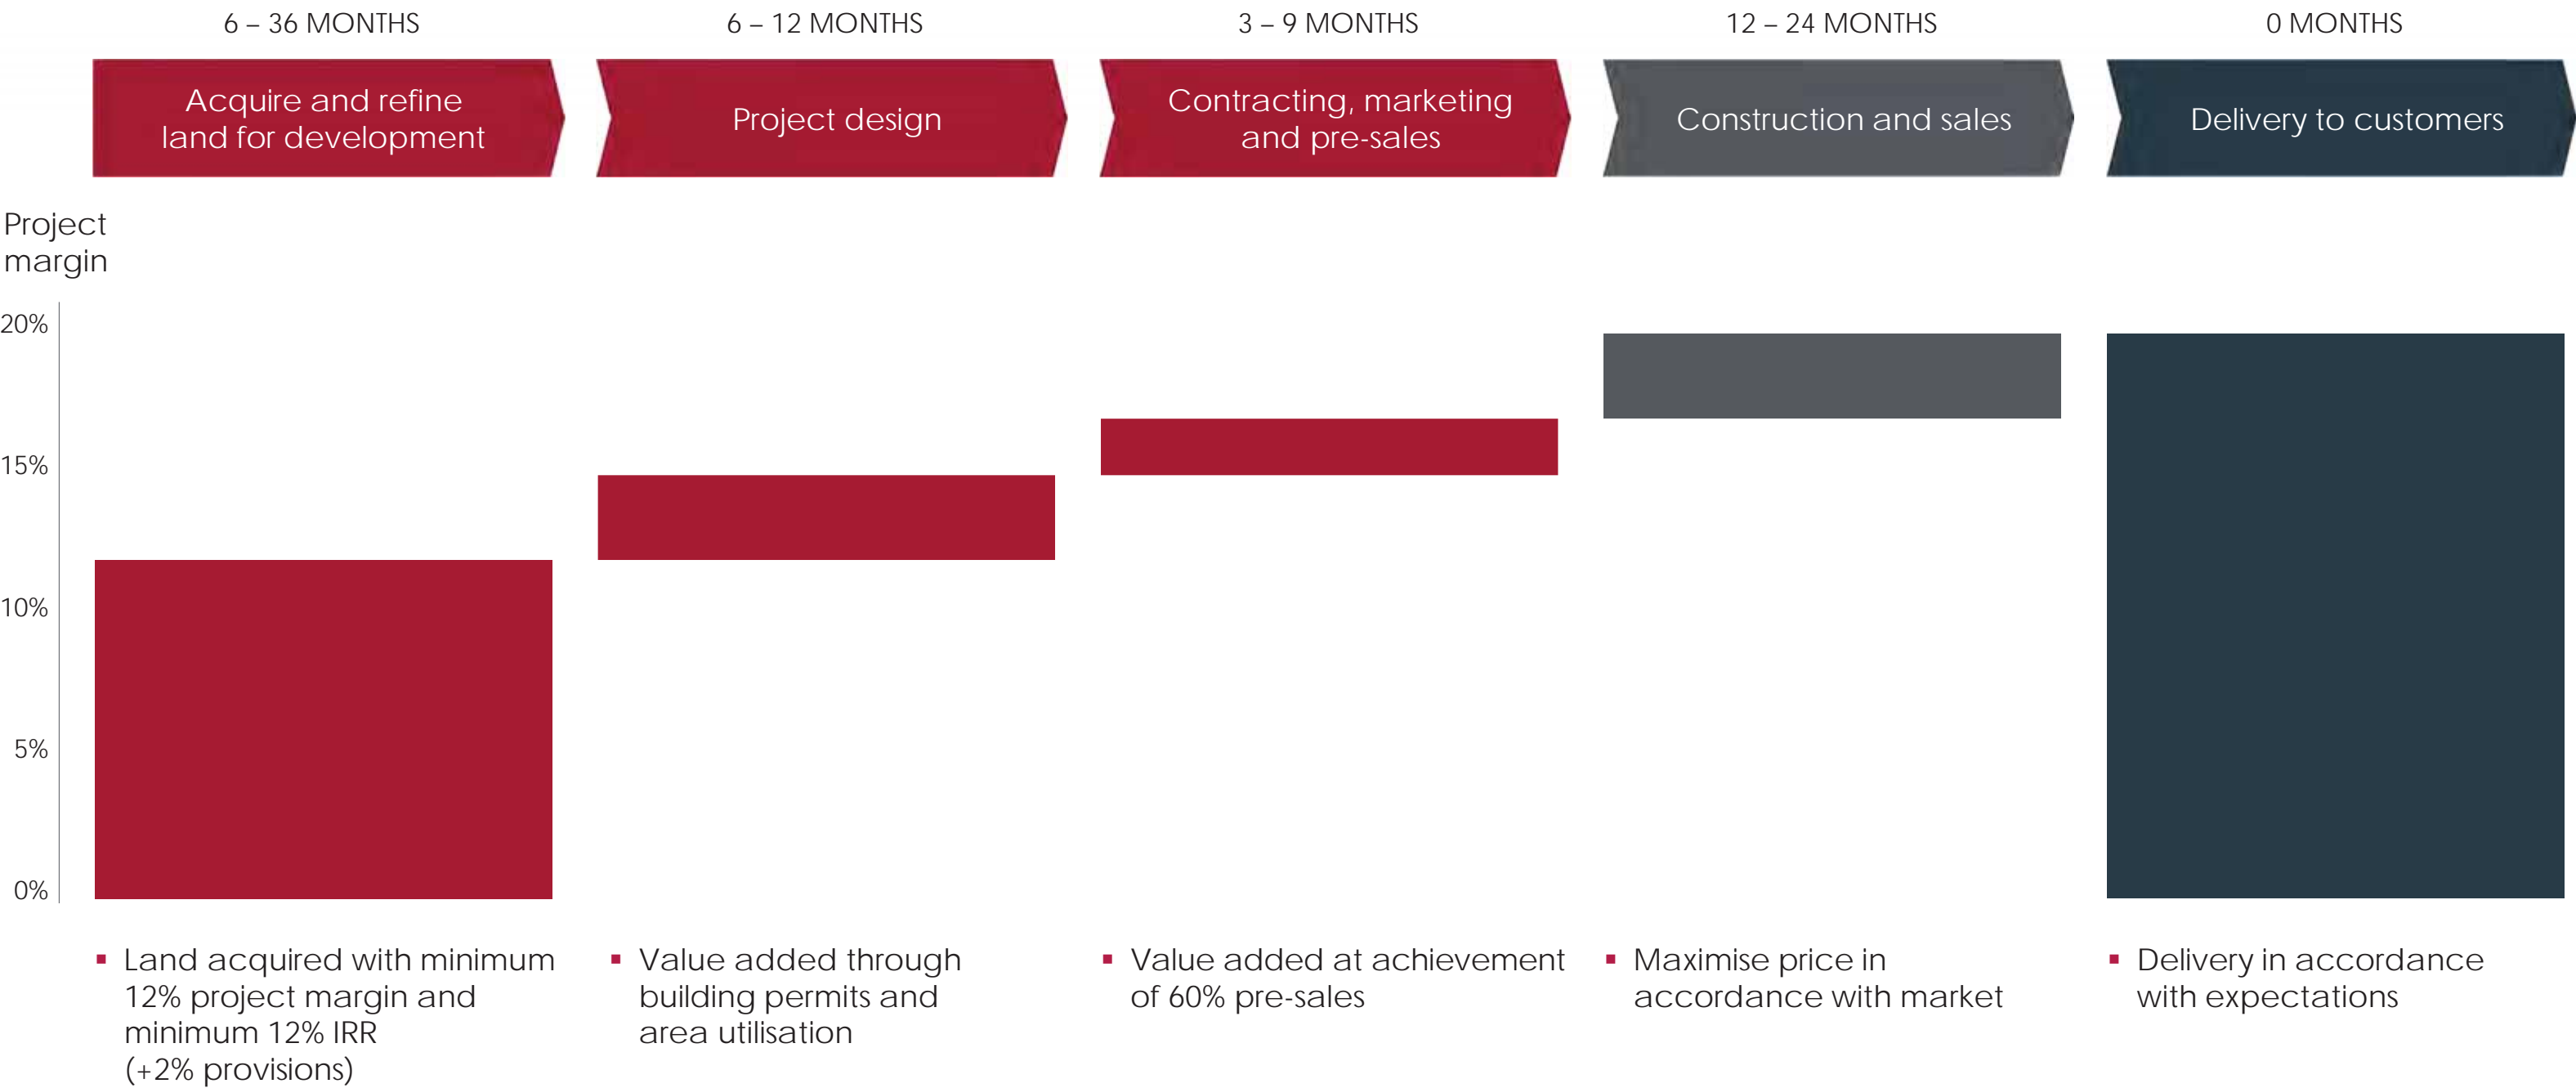 6 – 36 MONTHS
6 – 12 MONTHS
3 – 9 MONTHS
12 – 24 MONTHS
0 MONTHS
Acquire and refine
land for development
Project design
Contracting, marketing
and pre-sales
Construction and sales
Delivery to customers
Project
margin
20%
15%
10%
5%
0%
▪ Land acquired with minimum
12% project margin and
minimum 12% IRR
(+2% provisions)
▪ Value added through
building permits and
area utilisation
▪ Value added at achievement
of 60% pre-sales
▪ Maximise price in
accordance with market
▪ Delivery in accordance
with expectations